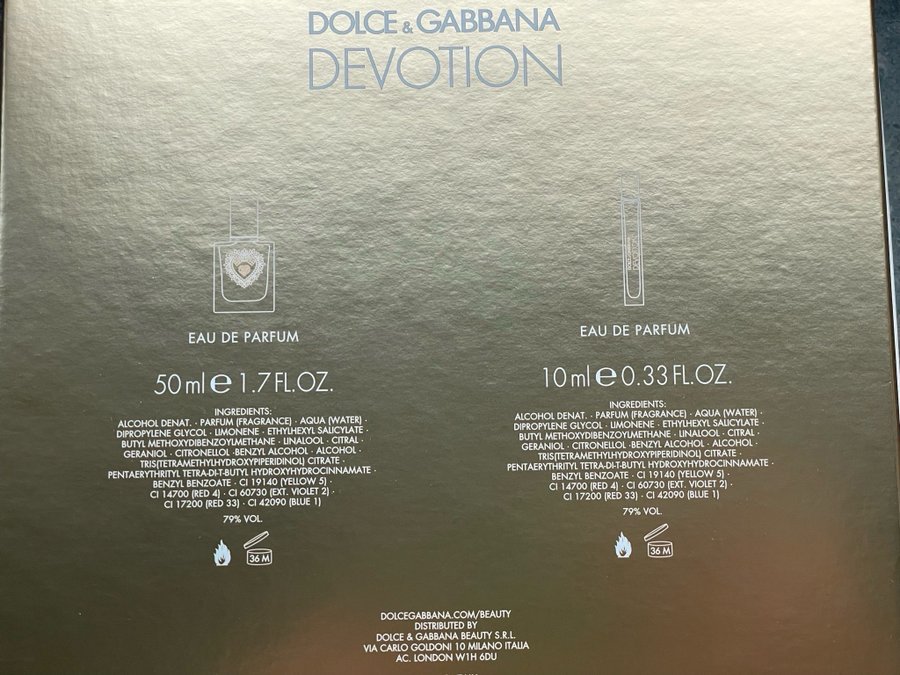 DOLCE & GABBANA
DEVOTION
DOLCE&GABBANA
DEVOTION
EAU DE PARFUM
50 ml ℮ 1.7 FL.OZ.
INGREDIENTS:
ALCOHOL DENAT. · PARFUM (FRAGRANCE) · AQUA (WATER) ·
DIPROPYLENE GLYCOL · LIMONENE · ETHYLHEXYL SALICYLATE ·
BUTYL METHOXYDIBENZOYLMETHANE · LINALOOL · CITRAL ·
GERANIOL · CITRONELLOL · BENZYL ALCOHOL · ALCOHOL ·
TRIS(TETRAMETHYLHYDROXYPIPERIDINOL) CITRATE ·
PENTAERYTHRITYL TETRA-DI-T-BUTYL HYDROXYHYDROCINNAMATE ·
BENZYL BENZOATE · CI 19140 (YELLOW 5) ·
CI 14700 (RED 4) · CI 60730 (EXT. VIOLET 2) ·
CI 17200 (RED 33) · CI 42090 (BLUE 1)
79% VOL.
36 M
EAU DE PARFUM
10 ml ℮ 0.33 FL.OZ.
INGREDIENTS:
ALCOHOL DENAT. · PARFUM (FRAGRANCE) · AQUA (WATER) ·
DIPROPYLENE GLYCOL · LIMONENE · ETHYLHEXYL SALICYLATE ·
BUTYL METHOXYDIBENZOYLMETHANE · LINALOOL · CITRAL ·
GERANIOL · CITRONELLOL · BENZYL ALCOHOL · ALCOHOL ·
TRIS(TETRAMETHYLHYDROXYPIPERIDINOL) CITRATE ·
PENTAERYTHRITYL TETRA-DI-T-BUTYL HYDROXYHYDROCINNAMATE ·
BENZYL BENZOATE · CI 19140 (YELLOW 5) ·
CI 14700 (RED 4) · CI 60730 (EXT. VIOLET 2) ·
CI 17200 (RED 33) · CI 42090 (BLUE 1)
79% VOL.
36 M
DOLCEGABBANA.COM/BEAUTY
DISTRIBUTED BY
DOLCE & GABBANA BEAUTY S.R.L.
VIA CARLO GOLDONI 10 MILANO ITALIA
AC. LONDON W1H 6DU